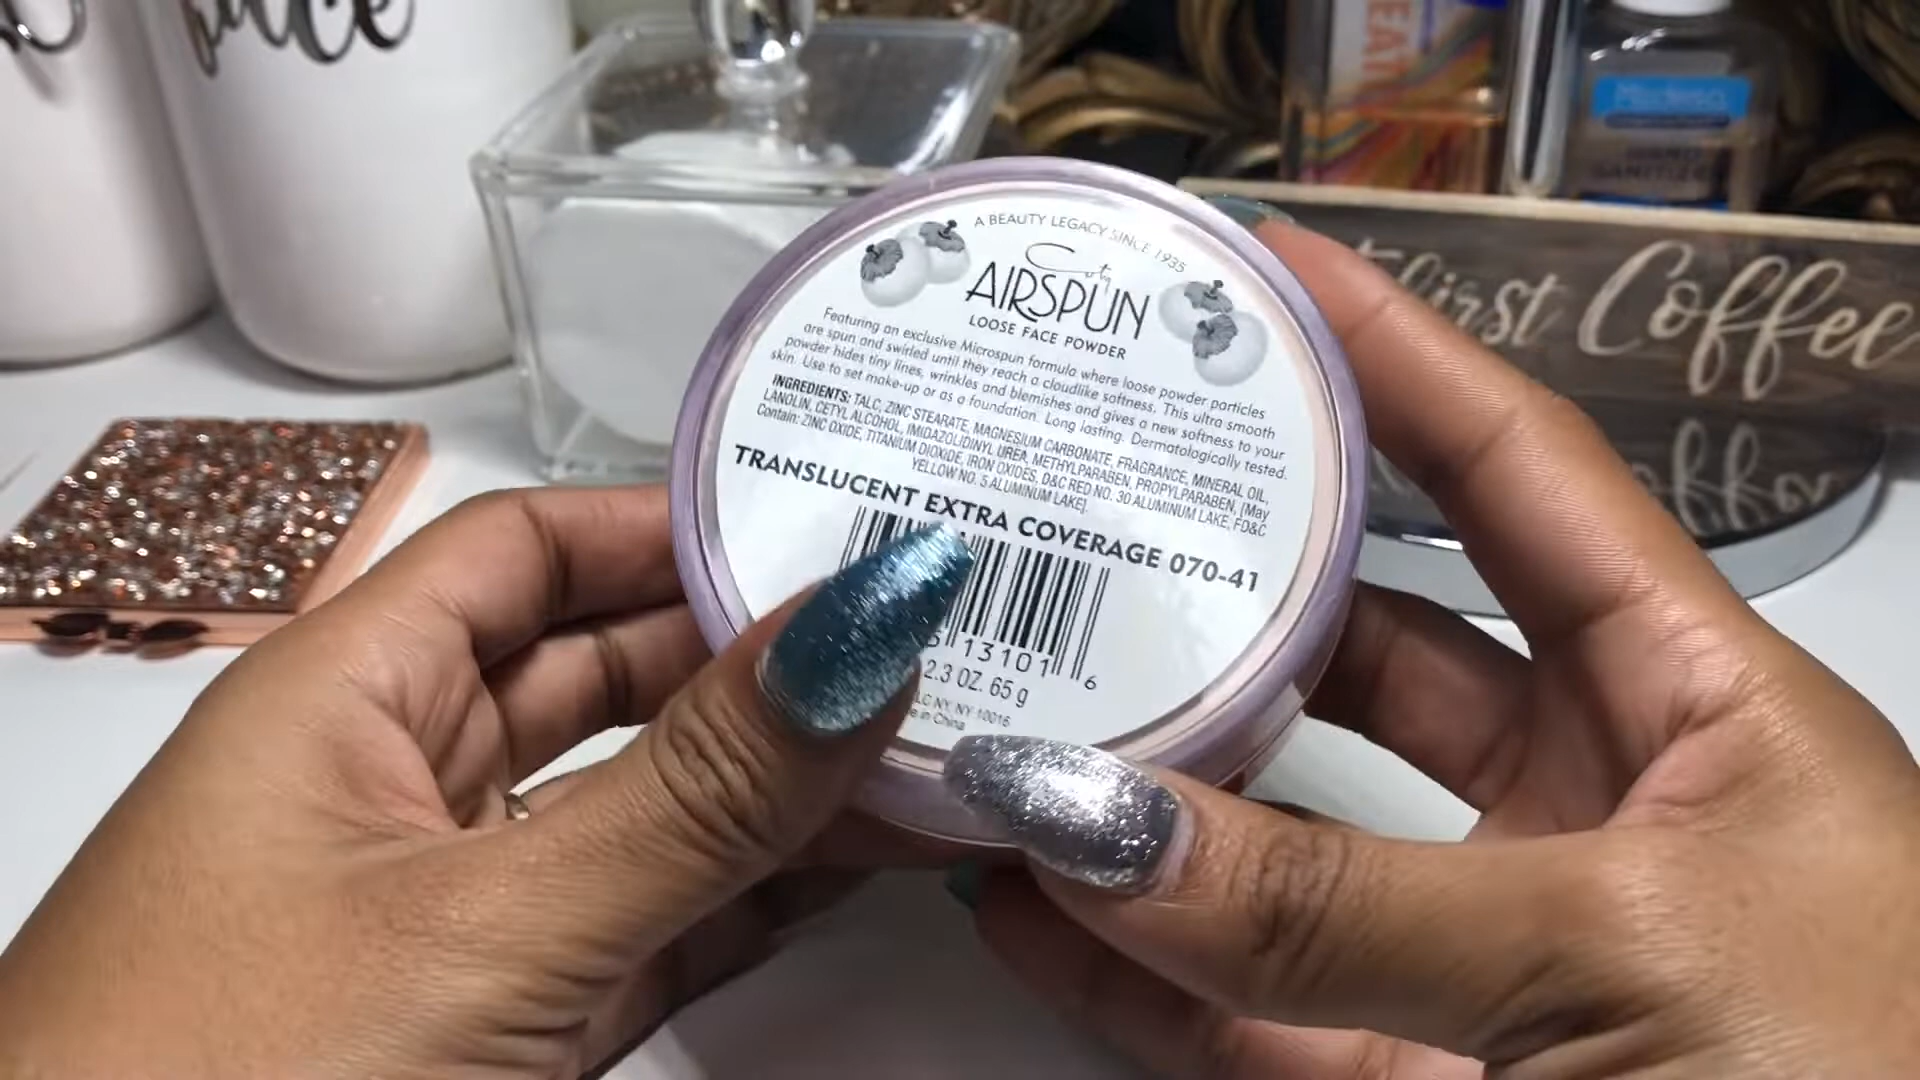 A BEAUTY LEGACY SINCE 1935
Coty
AIRSPUN
LOOSE FACE POWDER
Featuring an exclusive Microspun formula where loose powder particles
are spun and swirled until they reach a cloudlike softness. This ultra smooth
powder hides tiny lines, wrinkles and blemishes and gives a new softness to your
skin. Use to set make-up or as a foundation. Long lasting. Dermatologically tested.
INGREDIENTS: TALC, ZINC STEARATE, MAGNESIUM CARBONATE, FRAGRANCE, MINERAL OIL,
LANOLIN, CETYL ALCOHOL, IMIDAZOLIDINYL UREA, METHYLPARABEN, PROPYLPARABEN, [May
Contain: ZINC OXIDE, TITANIUM DIOXIDE, IRON OXIDES, D&C RED NO. 30 ALUMINUM LAKE, FD&C
YELLOW NO. 5 ALUMINUM LAKE].
TRANSLUCENT EXTRA COVERAGE 070-41
13101 6
2.3 OZ. 65 g
NY, NY 10016
in China
first Coffee
HAND
SANITIZER